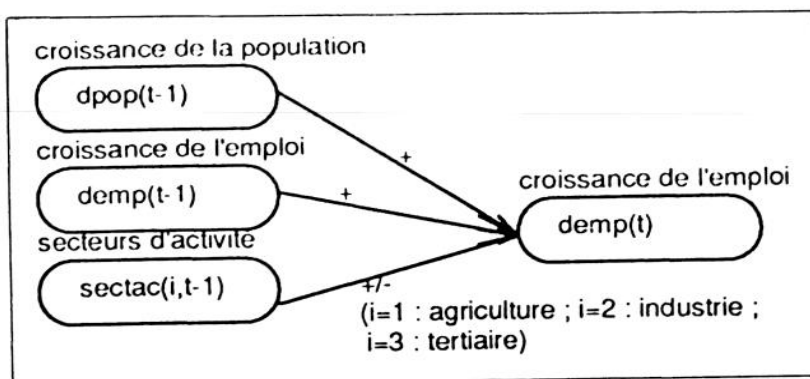 croissance de la population
dpop(t-1)
+
croissance de l'emploi
demp(t-1)
+
croissance de l'emploi
demp(t)
secteurs d'activité
sectac(i,t-1)
+/-
(i=1 : agriculture ; i=2 : industrie ;
i=3 : tertiaire)